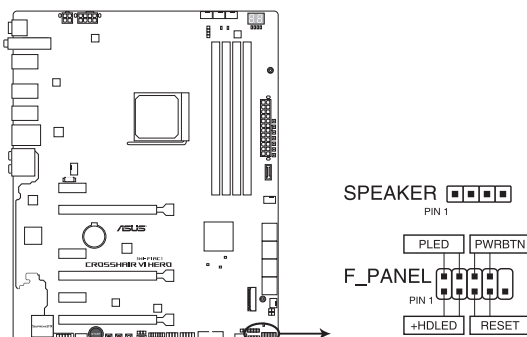 SPEAKER
PIN 1
PLED PWRBTN
F_PANEL
PIN 1
+HDLED RESET
ASUS
CROSSHAIR VI HERO